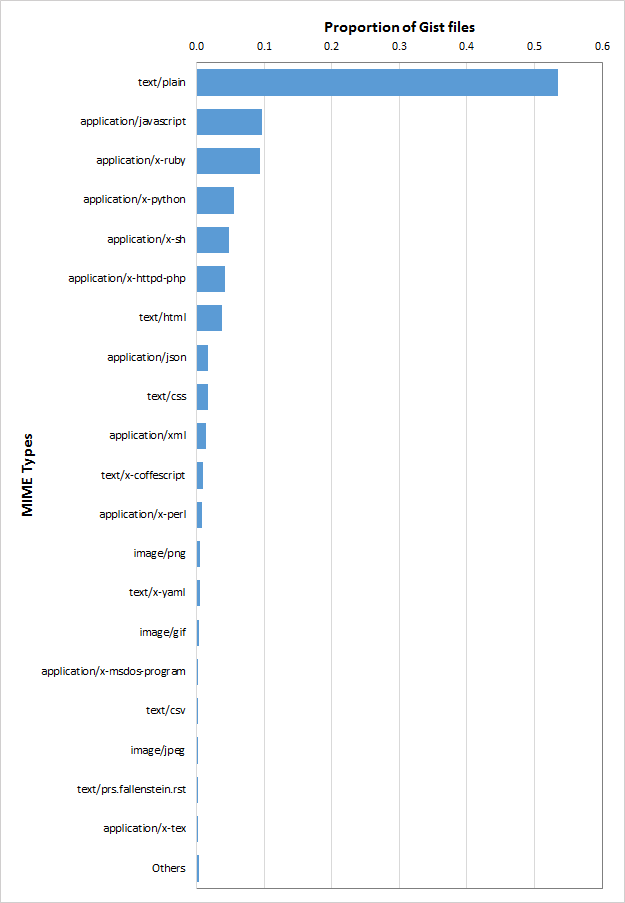 Proportion of Gist files
0.0 0.1 0.2 0.3 0.4 0.5 0.6
MIME Types
text/plain
application/javascript
application/x-ruby
application/x-python
application/x-sh
application/x-httpd-php
text/html
application/json
text/css
application/xml
text/x-coffescript
application/x-perl
image/png
text/x-yaml
image/gif
application/x-msdos-program
text/csv
image/jpeg
text/prs.fallenstein.rst
application/x-tex
Others